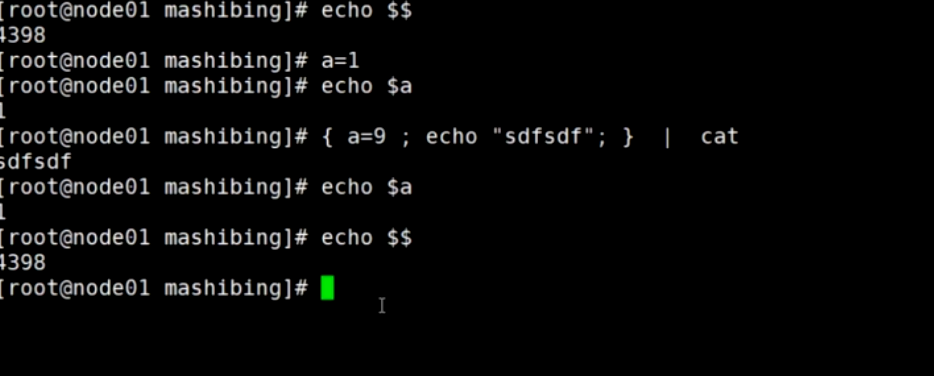 [root@node01 mashibing]# echo $$
4398
[root@node01 mashibing]# a=1
[root@node01 mashibing]# echo $a
1
[root@node01 mashibing]# { a=9 ; echo "sdfsdf"; }  |  cat
sdfsdf
[root@node01 mashibing]# echo $a
1
[root@node01 mashibing]# echo $$
4398
[root@node01 mashibing]#